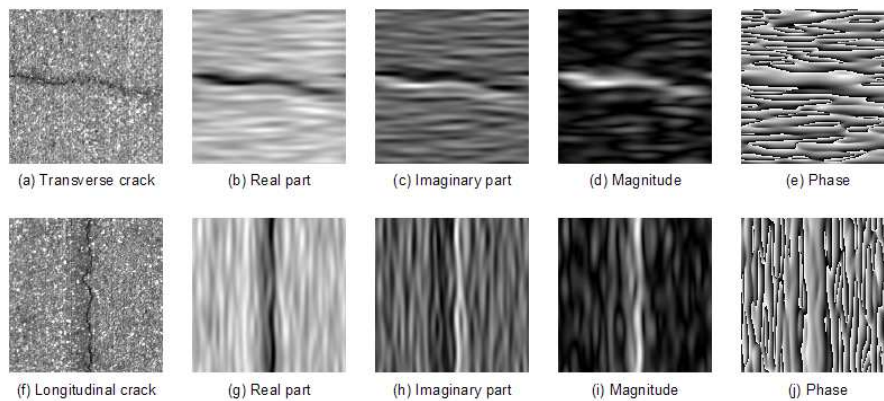 (a) Transverse crack
(b) Real part
(c) Imaginary part
(d) Magnitude
(e) Phase
(f) Longitudinal crack
(g) Real part
(h) Imaginary part
(i) Magnitude
(j) Phase